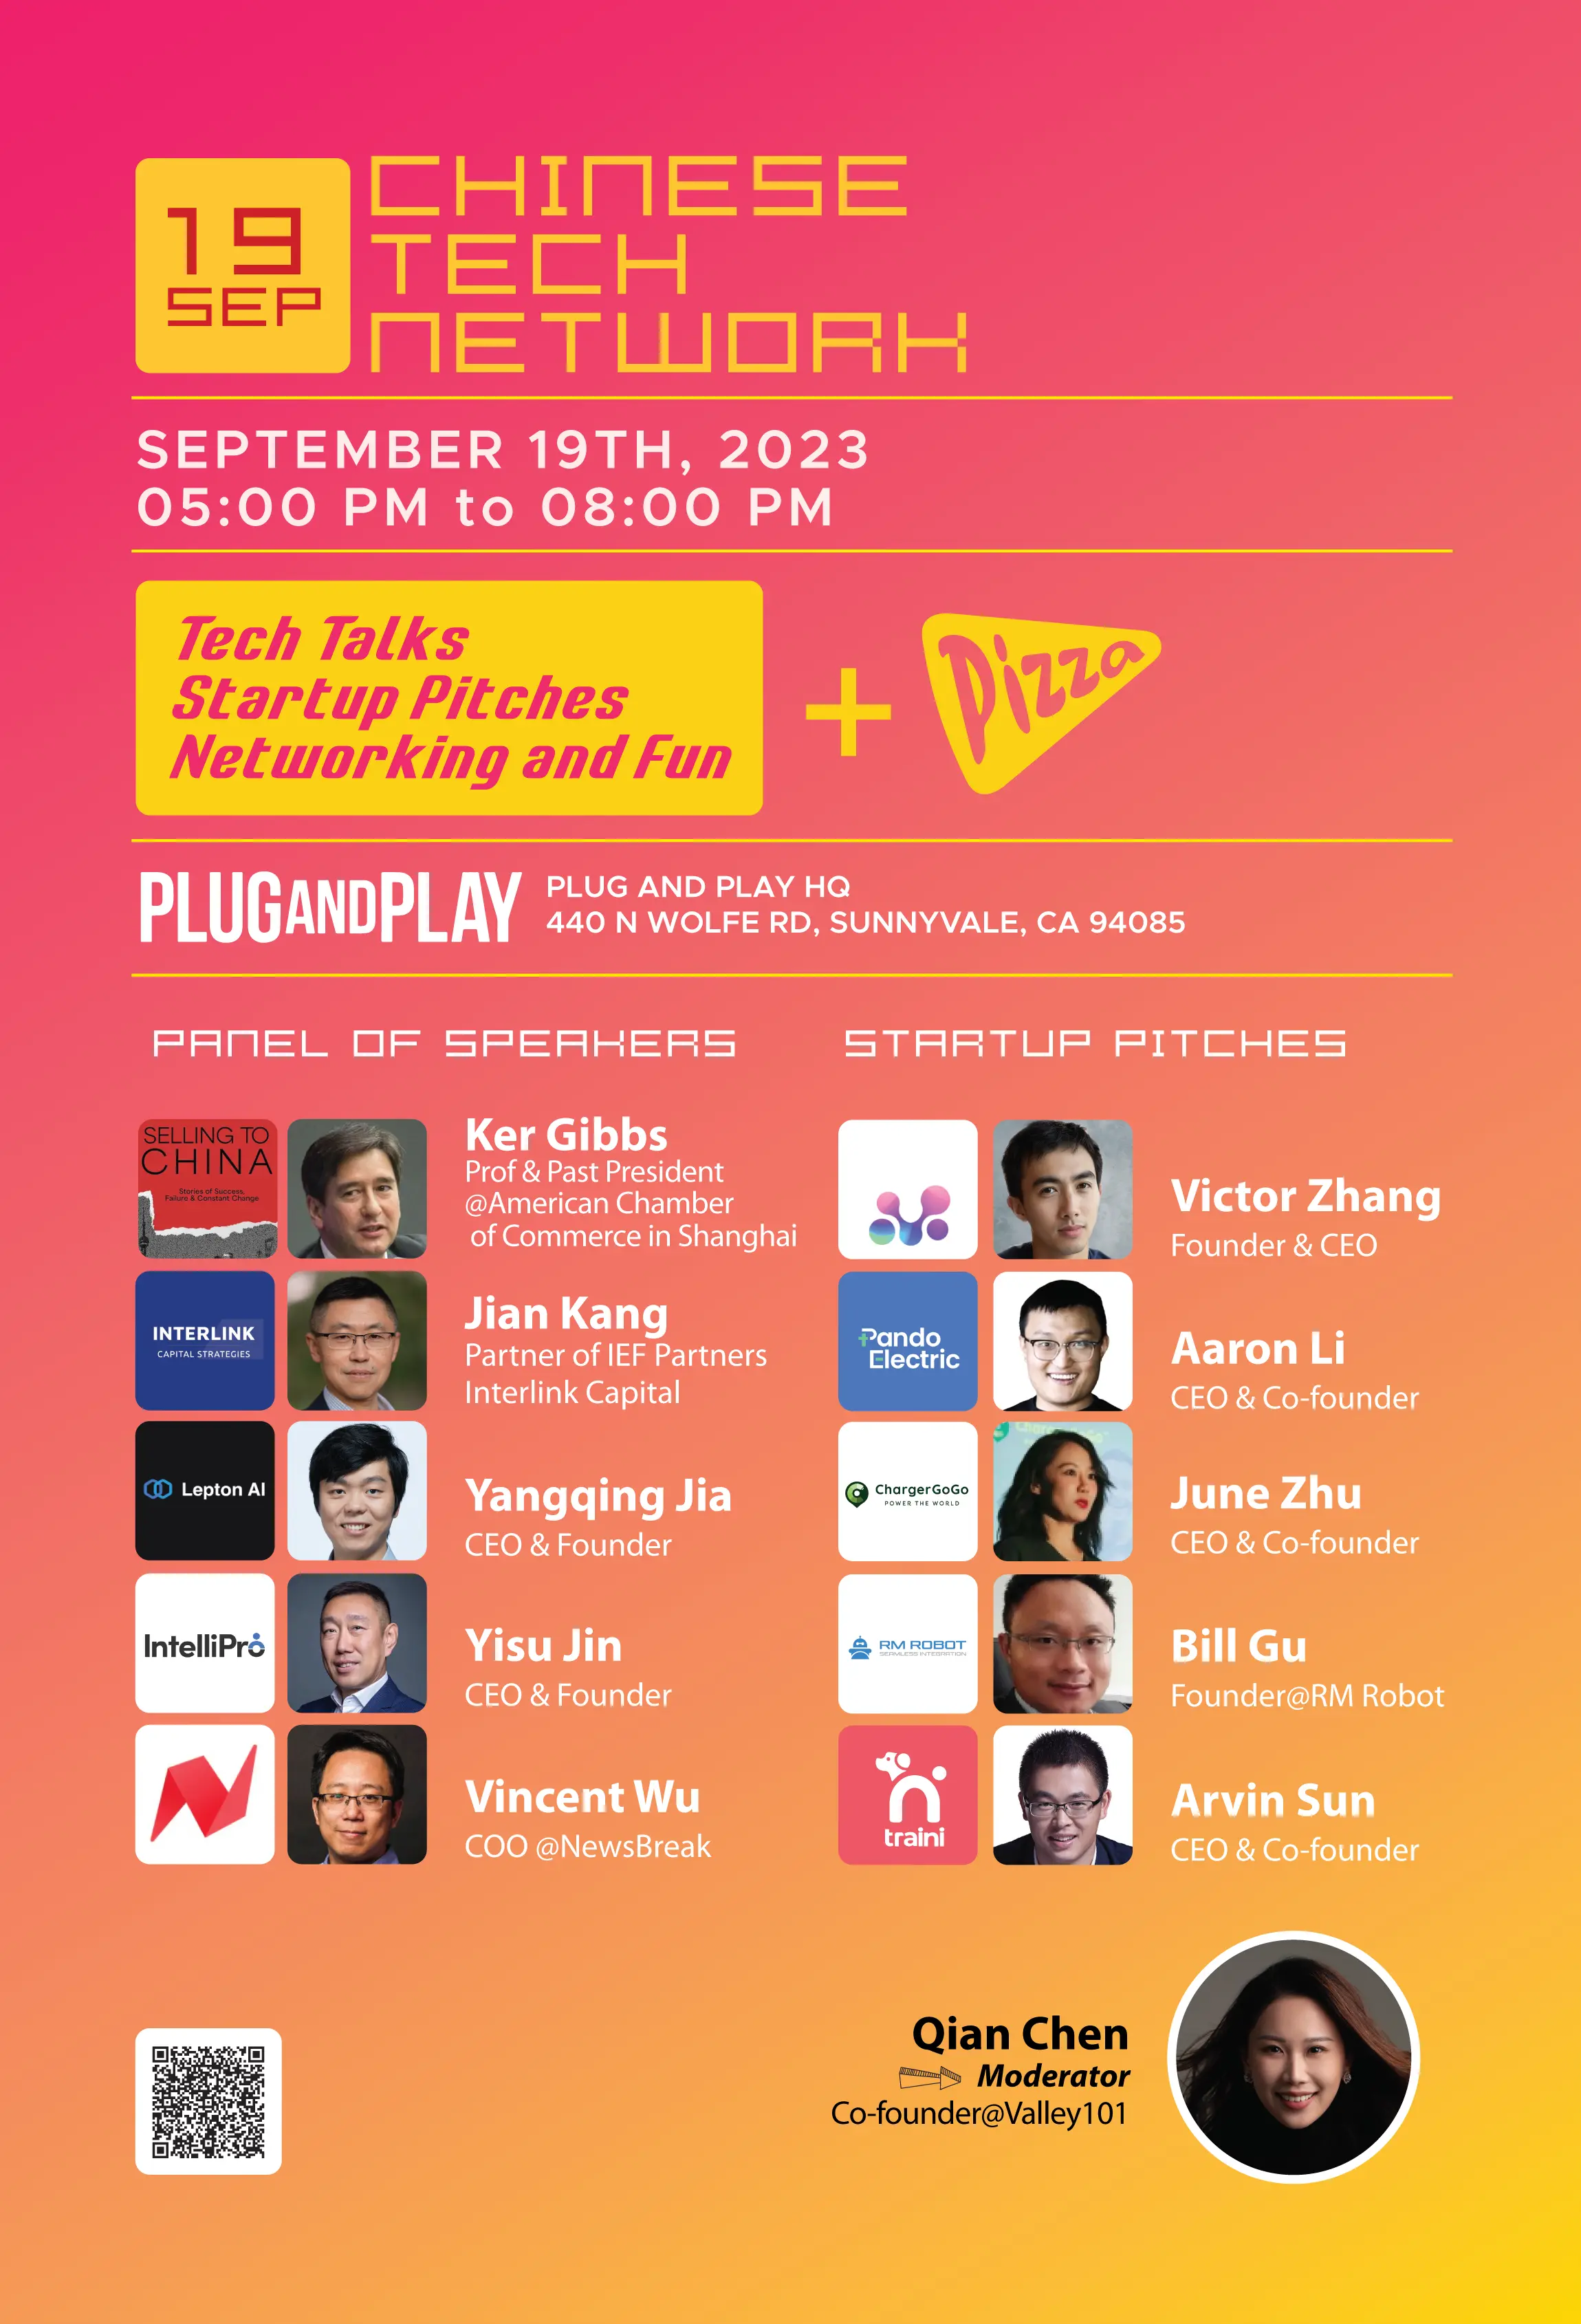 19
SEP
CHINESE
TECH
NETWORK
SEPTEMBER 19TH, 2023
05:00 PM to 08:00 PM
Tech Talks
Startup Pitches
Networking and Fun
+
Pizza
PLUGANDPLAY
PLUG AND PLAY HQ
440 N WOLFE RD, SUNNYVALE, CA 94085
PANEL OF SPEAKERS
SELLING TO
CHINA
Stories of Success,
Failure & Constant Change
Ker Gibbs
Prof & Past President
@American Chamber
of Commerce in Shanghai
INTERLINK
CAPITAL STRATEGIES
Jian Kang
Partner of IEF Partners
Interlink Capital
Lepton AI
Yangqing Jia
CEO & Founder
IntelliPro
Yisu Jin
CEO & Founder
Vincent Wu
COO @NewsBreak
STARTUP PITCHES
Victor Zhang
Founder & CEO
Pando
Electric
Aaron Li
CEO & Co-founder
ChargerGoGo
POWER THE WORLD
June Zhu
CEO & Co-founder
RM ROBOT
SEAMLESS INTEGRATION
Bill Gu
Founder@RM Robot
traini
Arvin Sun
CEO & Co-founder
Qian Chen
Moderator
Co-founder@Valley101